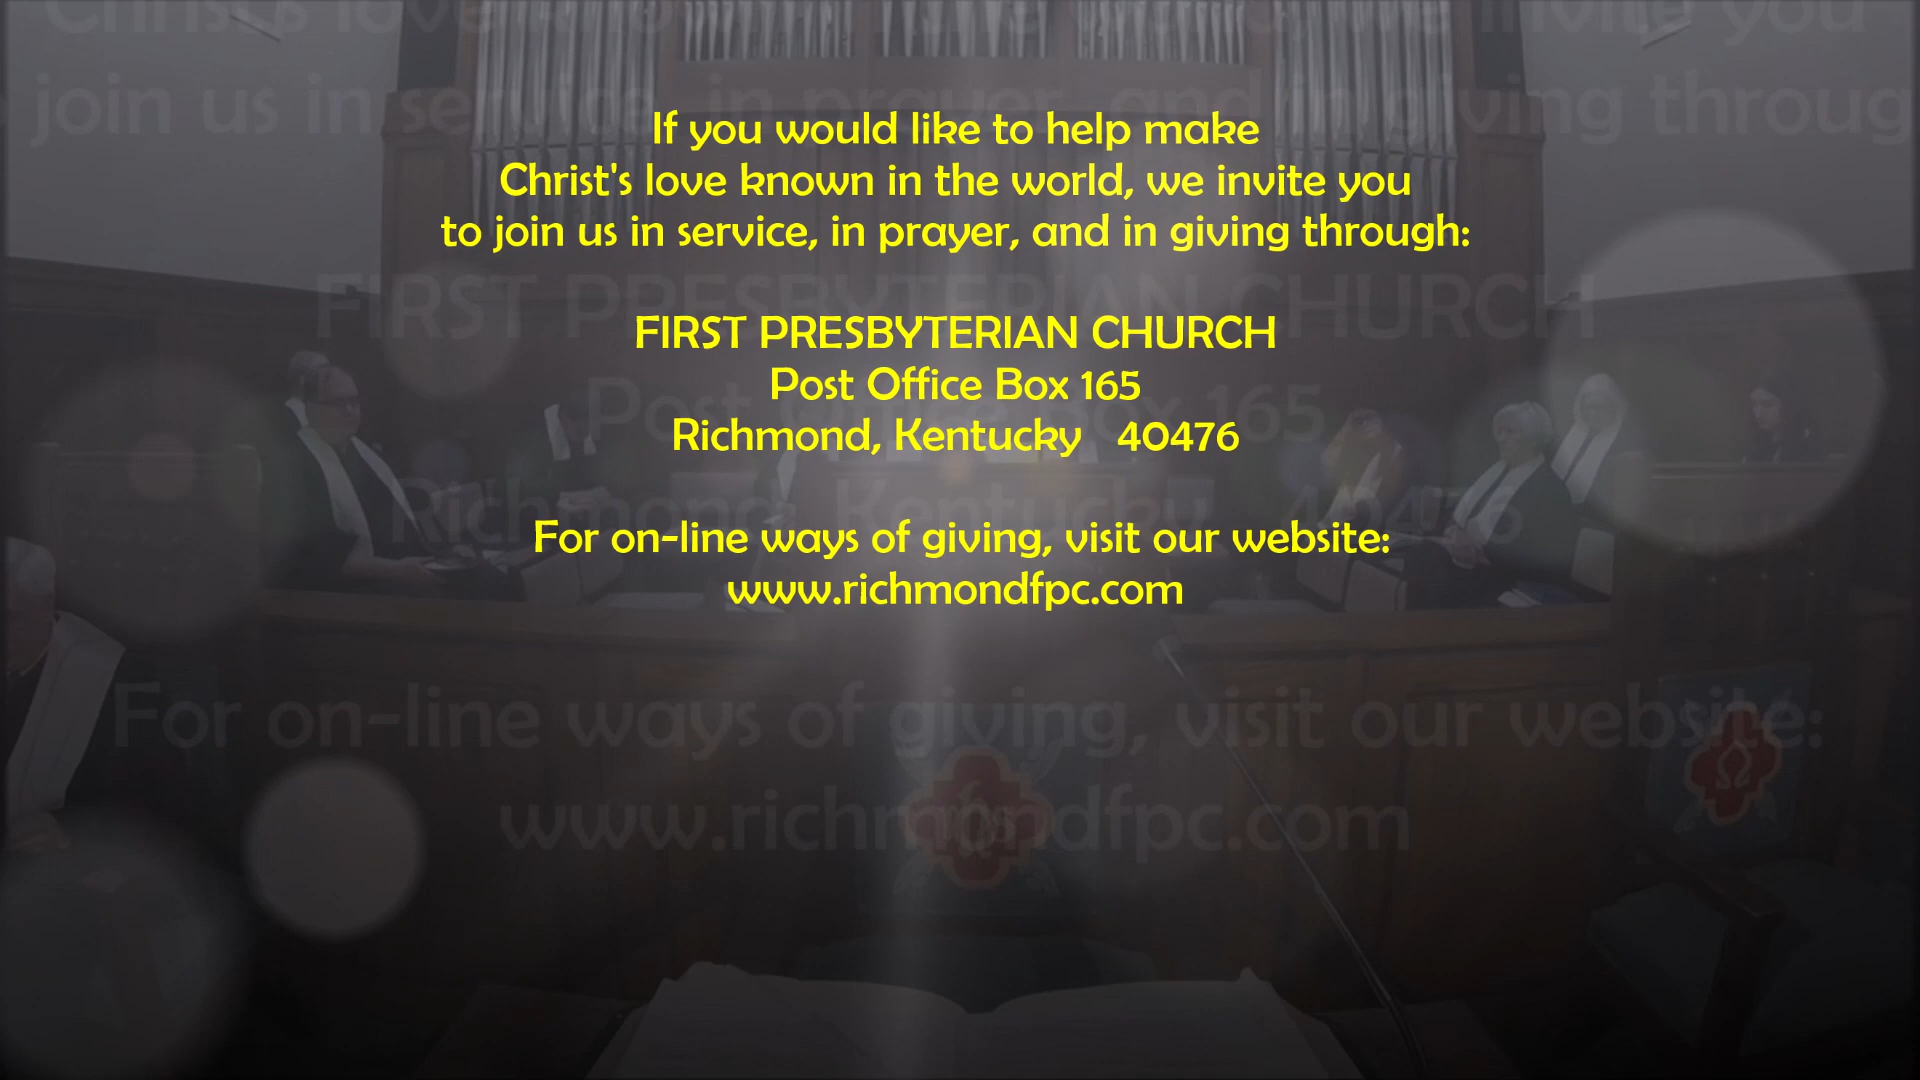 If you would like to help make
Christ's love known in the world, we invite you
to join us in service, in prayer, and in giving through:
FIRST PRESBYTERIAN CHURCH
Post Office Box 165
Richmond, Kentucky 40476
For on-line ways of giving, visit our website:
www.richmondfpc.com